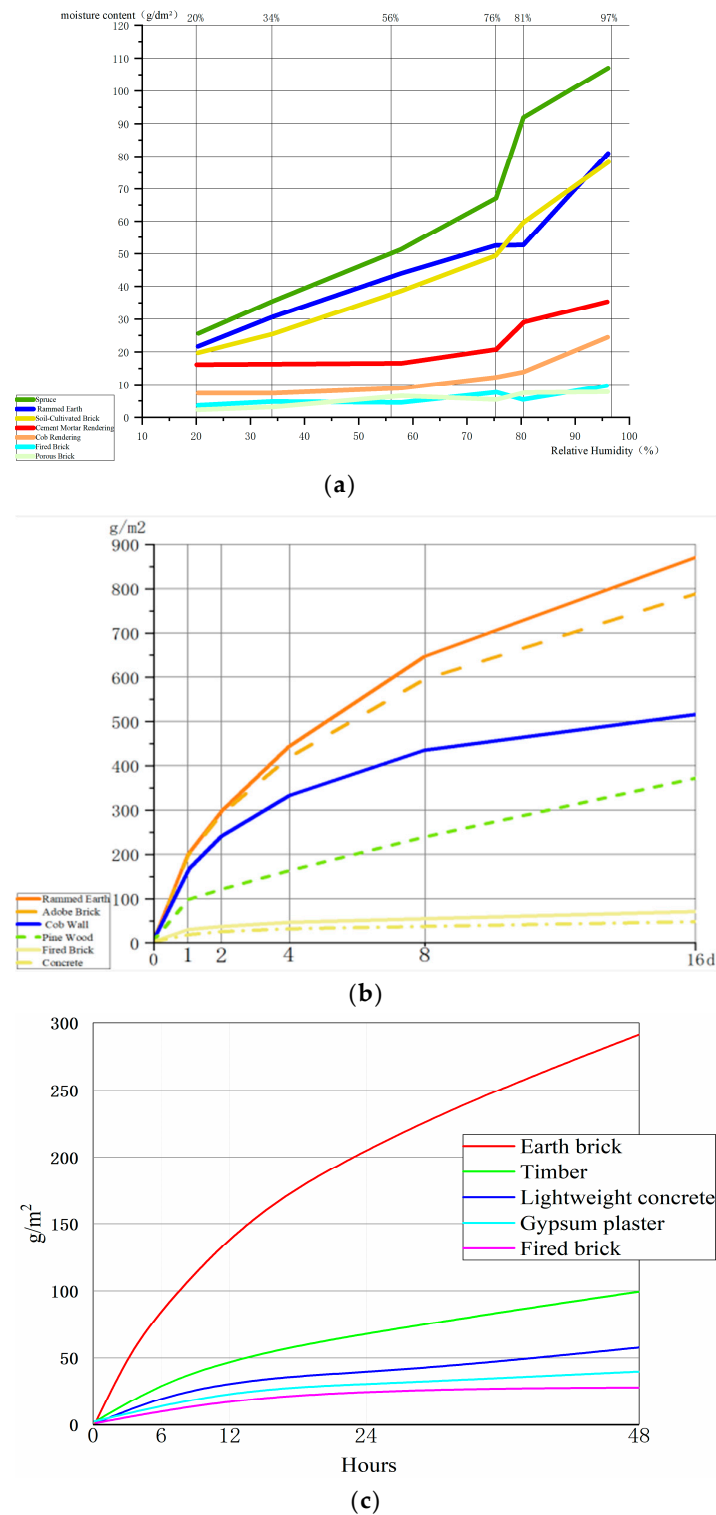 moisture content（g/dm²）
20% 34% 56% 76% 81% 97%
120
110
100
90
80
70
60
50
40
30
20
10
0
Spruce
Rammed Earth
Soil-Cultivated Brick
Cement Mortar Rendering
Cob Rendering
Fired Brick
Porous Brick
10 20 30 40 50 60 70 80 90 100
Relative Humidity（%）
(a)
g/m2
900
800
700
600
500
400
300
200
100
0
Rammed Earth
Adobe Brick
Cob Wall
Pine Wood
Fired Brick
Concrete
0 1 2 4 8 16d
(b)
300
250
200
150
100
50
0
g/m²
Earth brick
Timber
Lightweight concrete
Gypsum plaster
Fired brick
0 6 12 24 48
Hours
(c)